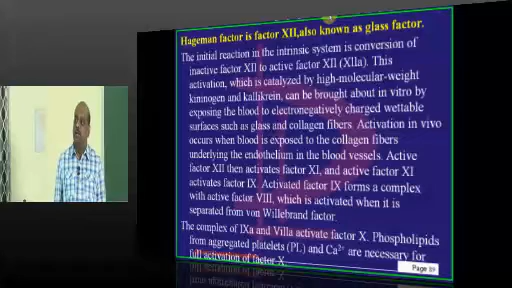 Hageman factor is factor XII,also known as glass factor.
The initial reaction in the intrinsic system is conversion of
inactive factor XII to active factor XII (XIIa). This
activation, which is catalyzed by high-molecular-weight
kininogen and kallikrein, can be brought about in vitro by
exposing the blood to electronegatively charged wettable
surfaces such as glass and collagen fibers. Activation in vivo
occurs when blood is exposed to the collagen fibers
underlying the endothelium in the blood vessels. Active
factor XII then activates factor XI, and active factor XI
activates factor IX. Activated factor IX forms a complex
with active factor VIII, which is activated when it is
separated from von Willebrand factor.
The complex of IXa and VIIIa activate factor X. Phospholipids
from aggregated platelets (PL) and Ca²⁺ are necessary for
full activation of factor X.
Page 89